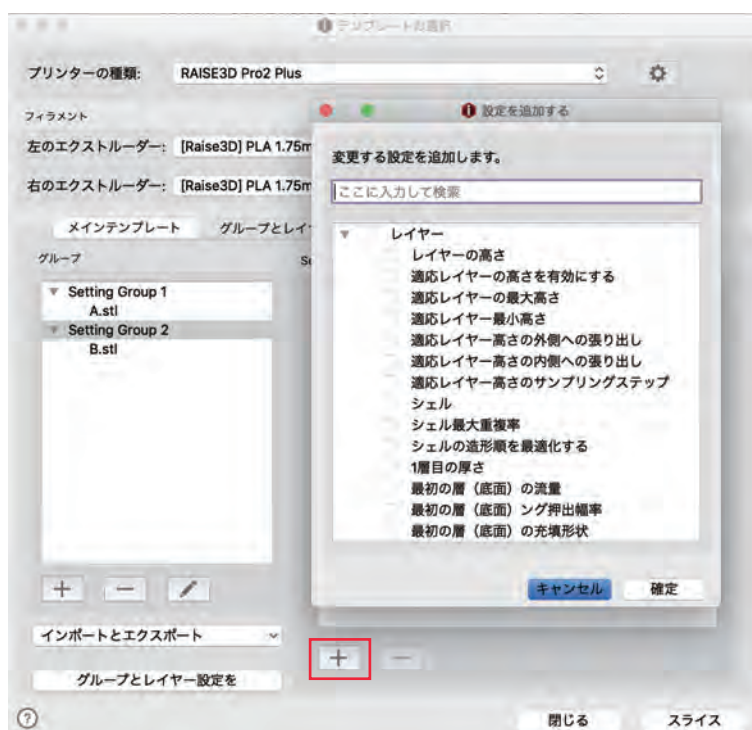 テンプレートの選択
プリンターの種類: RAISE3D Pro2 Plus
フィラメント
左のエクストルーダー: [Raise3D] PLA 1.75m
右のエクストルーダー: [Raise3D] PLA 1.75m
メインテンプレート グループとレイ
グループ Se
Setting Group 1
A.stl
Setting Group 2
B.stl
インポートとエクスポート
グループとレイヤー設定を
設定を追加する
変更する設定を追加します。
ここに入力して検索
レイヤー
レイヤーの高さ
適応レイヤーの高さを有効にする
適応レイヤーの最大高さ
適応レイヤー最小高さ
適応レイヤー高さの外側への張り出し
適応レイヤー高さの内側への張り出し
適応レイヤー高さのサンプリングステップ
シェル
シェル最大重複率
シェルの造形順を最適化する
1層目の厚さ
最初の層（底面）の流量
最初の層（底面）ング押出幅率
最初の層（底面）の充填形状
キャンセル 確定
? 閉じる スライス